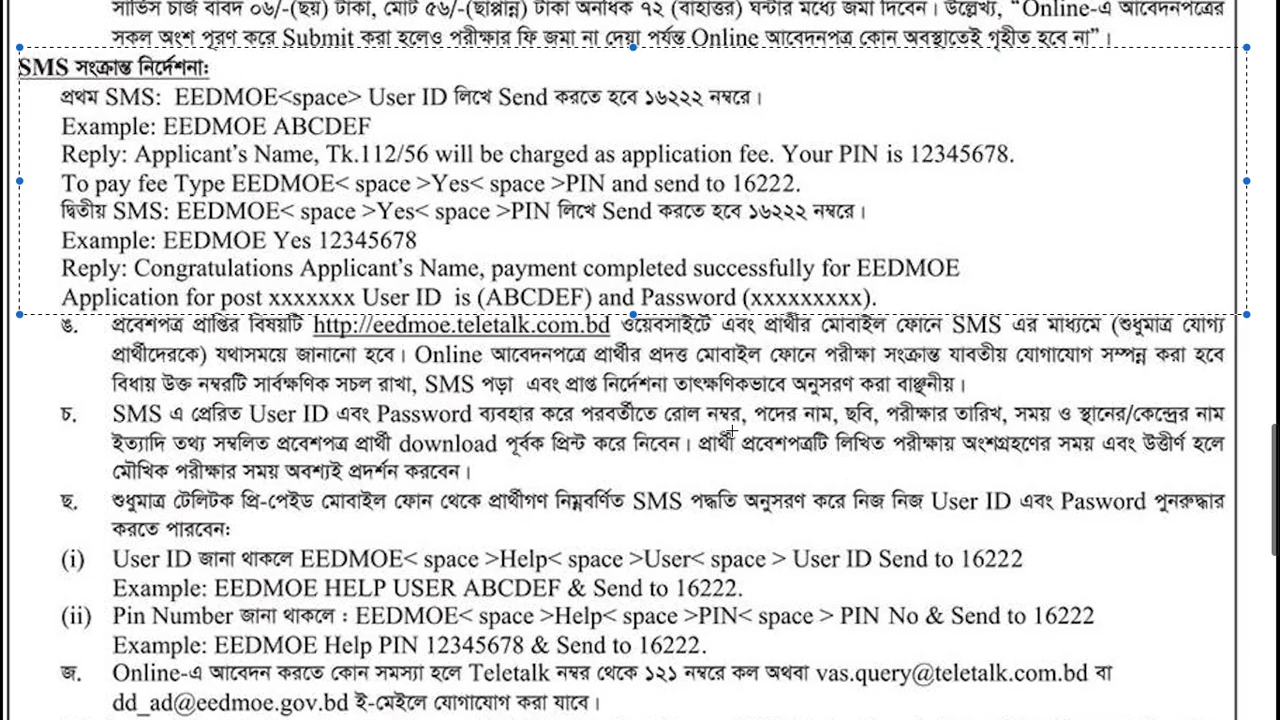 সার্ভিস চার্জ বাবদ ০৬/-(ছয়) টাকা, মোট ৫৬/-(ছাপ্পান্ন) টাকা অনধিক ৭২ (বাহাত্তর) ঘন্টার মধ্যে জমা দিবেন। উল্লেখ্য, “Online-এ আবেদনপত্রের
সকল অংশ পূরণ করে Submit করা হলেও পরীক্ষার ফি জমা না দেয়া পর্যন্ত Online আবেদনপত্র কোন অবস্থাতেই গৃহীত হবে না”।
SMS সংক্রান্ত নির্দেশনাঃ
প্রথম SMS: EEDMOE<space> User ID লিখে Send করতে হবে ১৬২২২ নম্বরে।
Example: EEDMOE ABCDEF
Reply: Applicant’s Name, Tk.112/56 will be charged as application fee. Your PIN is 12345678.
To pay fee Type EEDMOE< space >Yes< space >PIN and send to 16222.
দ্বিতীয় SMS: EEDMOE< space >Yes< space >PIN লিখে Send করতে হবে ১৬২২২ নম্বরে।
Example: EEDMOE Yes 12345678
Reply: Congratulations Applicant’s Name, payment completed successfully for EEDMOE
Application for post xxxxxxx User ID is (ABCDEF) and Password (xxxxxxxxx).
ঙ. প্রবেশপত্র প্রাপ্তির বিষয়টি http://eedmoe.teletalk.com.bd ওয়েবসাইটে এবং প্রার্থীর মোবাইল ফোনে SMS এর মাধ্যমে (শুধুমাত্র যোগ্য
প্রার্থীদেরকে) যথাসময়ে জানানো হবে। Online আবেদনপত্রে প্রার্থীর প্রদত্ত মোবাইল ফোনে পরীক্ষা সংক্রান্ত যাবতীয় যোগাযোগ সম্পন্ন করা হবে
বিধায় উক্ত নম্বরটি সার্বক্ষণিক সচল রাখা, SMS পড়া এবং প্রাপ্ত নির্দেশনা তাৎক্ষণিকভাবে অনুসরণ করা বাঞ্ছনীয়।
চ. SMS এ প্রেরিত User ID এবং Password ব্যবহার করে পরবর্তীতে রোল নম্বর, পদের নাম, ছবি, পরীক্ষার তারিখ, সময় ও স্থানের/কেন্দ্রের নাম
ইত্যাদি তথ্য সম্বলিত প্রবেশপত্র প্রার্থী download পূর্বক প্রিন্ট করে নিবেন। প্রার্থী প্রবেশপত্রটি লিখিত পরীক্ষায় অংশগ্রহণের সময় এবং উত্তীর্ণ হলে
মৌখিক পরীক্ষার সময় অবশ্যই প্রদর্শন করবেন।
ছ. শুধুমাত্র টেলিটক প্রি-পেইড মোবাইল ফোন থেকে প্রার্থীগণ নিম্নবর্ণিত SMS পদ্ধতি অনুসরণ করে নিজ নিজ User ID এবং Pasword পুনরুদ্ধার
করতে পারবেনঃ
(i) User ID জানা থাকলে EEDMOE< space >Help< space >User< space > User ID Send to 16222
Example: EEDMOE HELP USER ABCDEF & Send to 16222.
(ii) Pin Number জানা থাকলে : EEDMOE< space >Help< space >PIN< space > PIN No & Send to 16222
Example: EEDMOE Help PIN 12345678 & Send to 16222.
জ. Online-এ আবেদন করতে কোন সমস্যা হলে Teletalk নম্বর থেকে ১২১ নম্বরে কল অথবা vas.query@teletalk.com.bd বা
dd_ad@eedmoe.gov.bd ই-মেইলে যোগাযোগ করা যাবে।